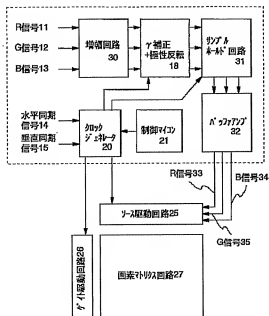 R信号11
G信号12
B信号13
増幅回路
30
γ補正
+極性反転
18
サンプル
ホールド回路
31
水平同期
信号14
垂直同期
信号15
クロック
ジェネレータ
20
制御マイコン
21
バッファアンプ
32
R信号33
B信号34
G信号35
ソース駆動回路25
ゲイト駆動回路26
画素マトリクス回路27